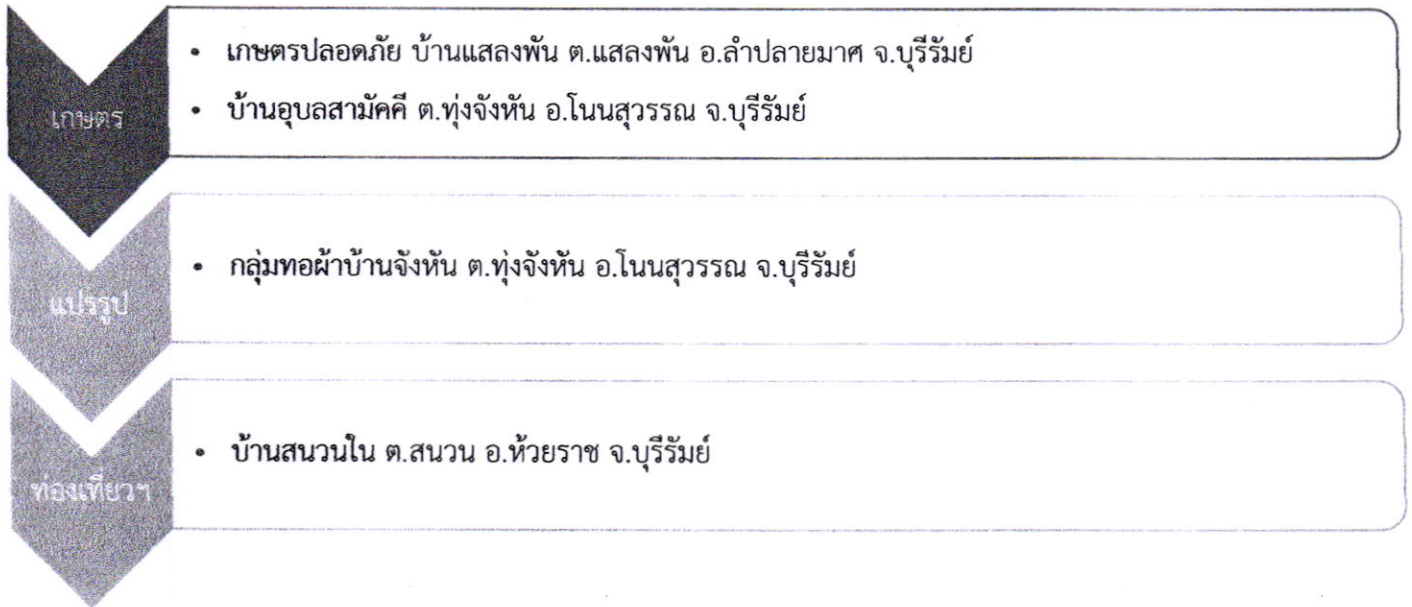 เกษตร
• เกษตรปลอดภัย บ้านแสลงพัน ต.แสลงพัน อ.ลำปลายมาศ จ.บุรีรัมย์
• บ้านอุบลสามัคคี ต.ทุ่งจังหัน อ.โนนสุวรรณ จ.บุรีรัมย์
แปรรูป
• กลุ่มทอผ้าบ้านจังหัน ต.ทุ่งจังหัน อ.โนนสุวรรณ จ.บุรีรัมย์
ท่องเที่ยวฯ
• บ้านสนวนใน ต.สนวน อ.ห้วยราช จ.บุรีรัมย์